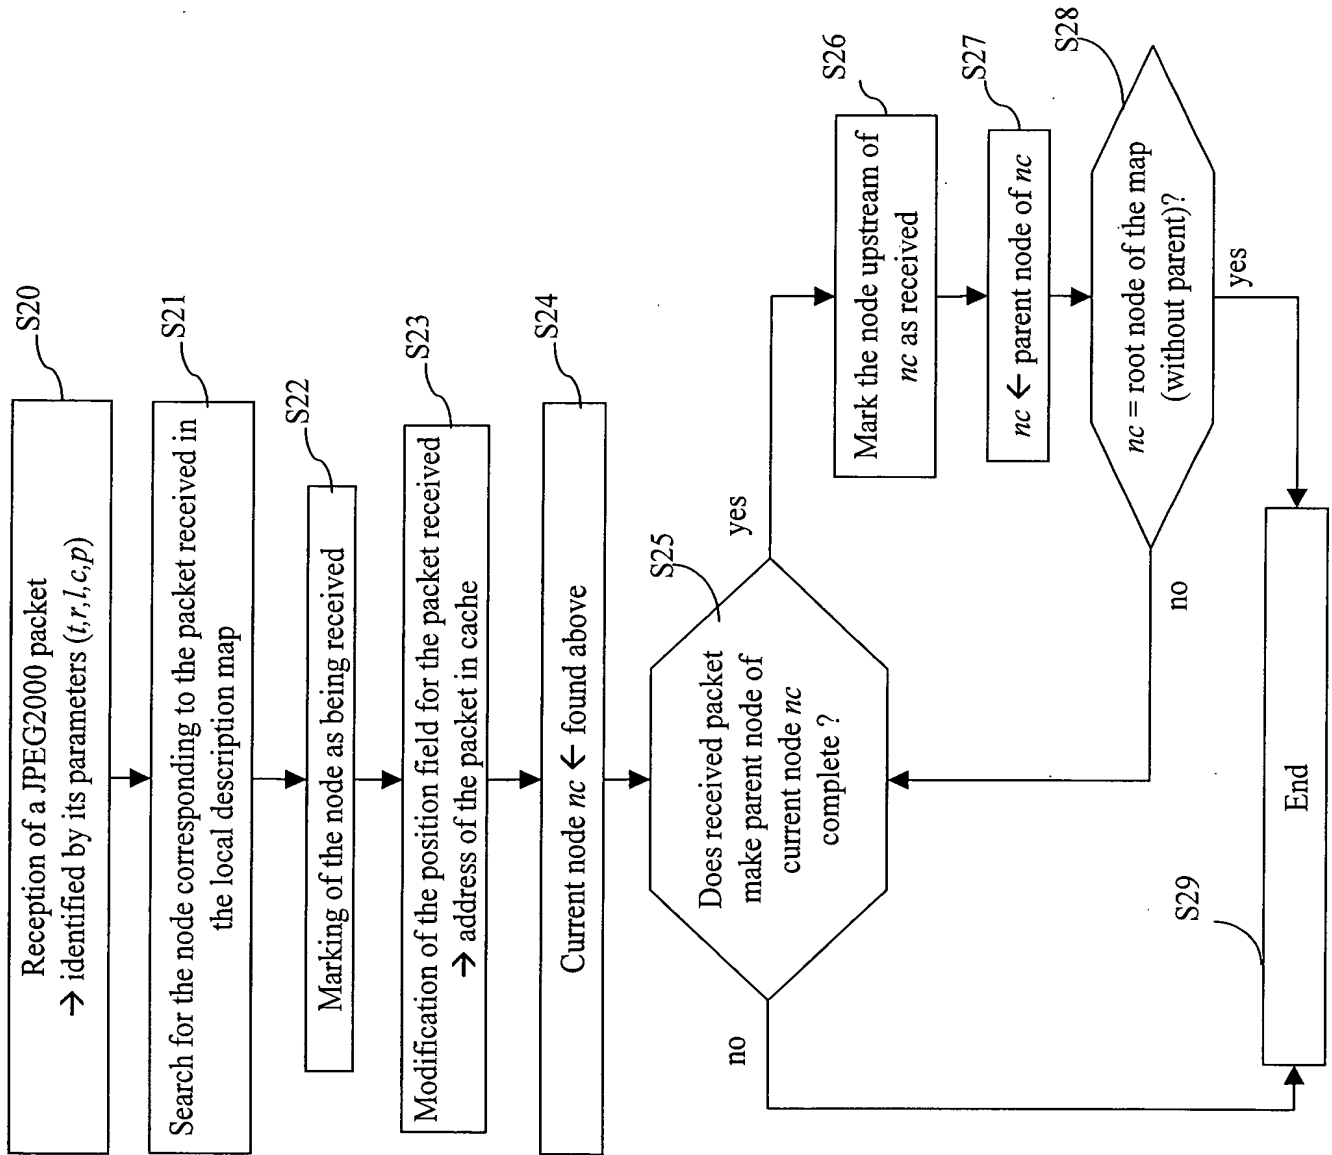 S20
Reception of a JPEG2000 packet
→ identified by its parameters (t,r,l,c,p)
S21
Search for the node corresponding to the packet received in
the local description map
S22
Marking of the node as being received
S23
Modification of the position field for the packet received
→ address of the packet in cache
S24
Current node nc ← found above
S25
Does received packet
make parent node of
current node nc
complete ?
yes
no
S26
Mark the node upstream of
nc as received
S27
nc ← parent node of nc
S28
nc = root node of the map
(without parent)?
yes
no
S29
End